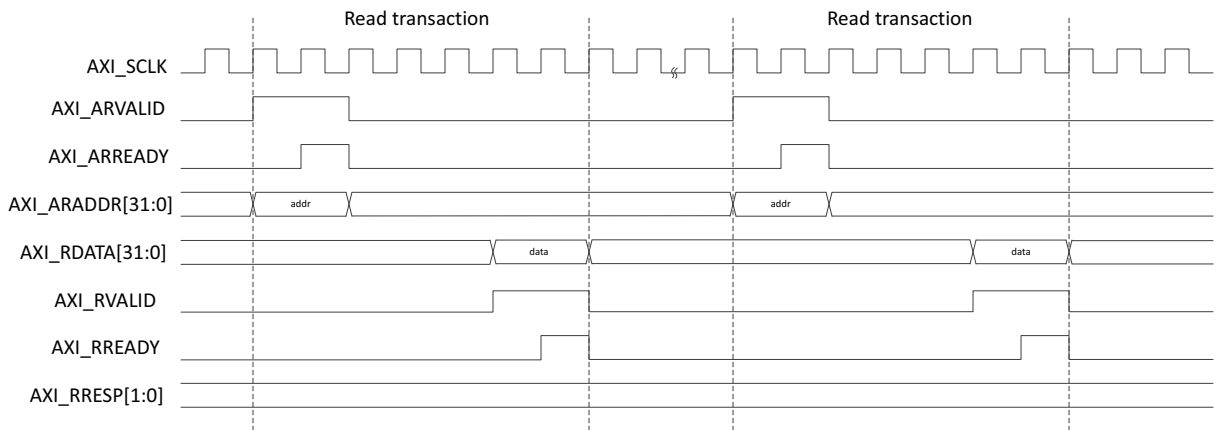 Read transaction Read transaction
AXI_SCLK
AXI_ARVALID
AXI_ARREADY
AXI_ARADDR[31:0] addr addr
AXI_RDATA[31:0] data data
AXI_RVALID
AXI_RREADY
AXI_RRESP[1:0]